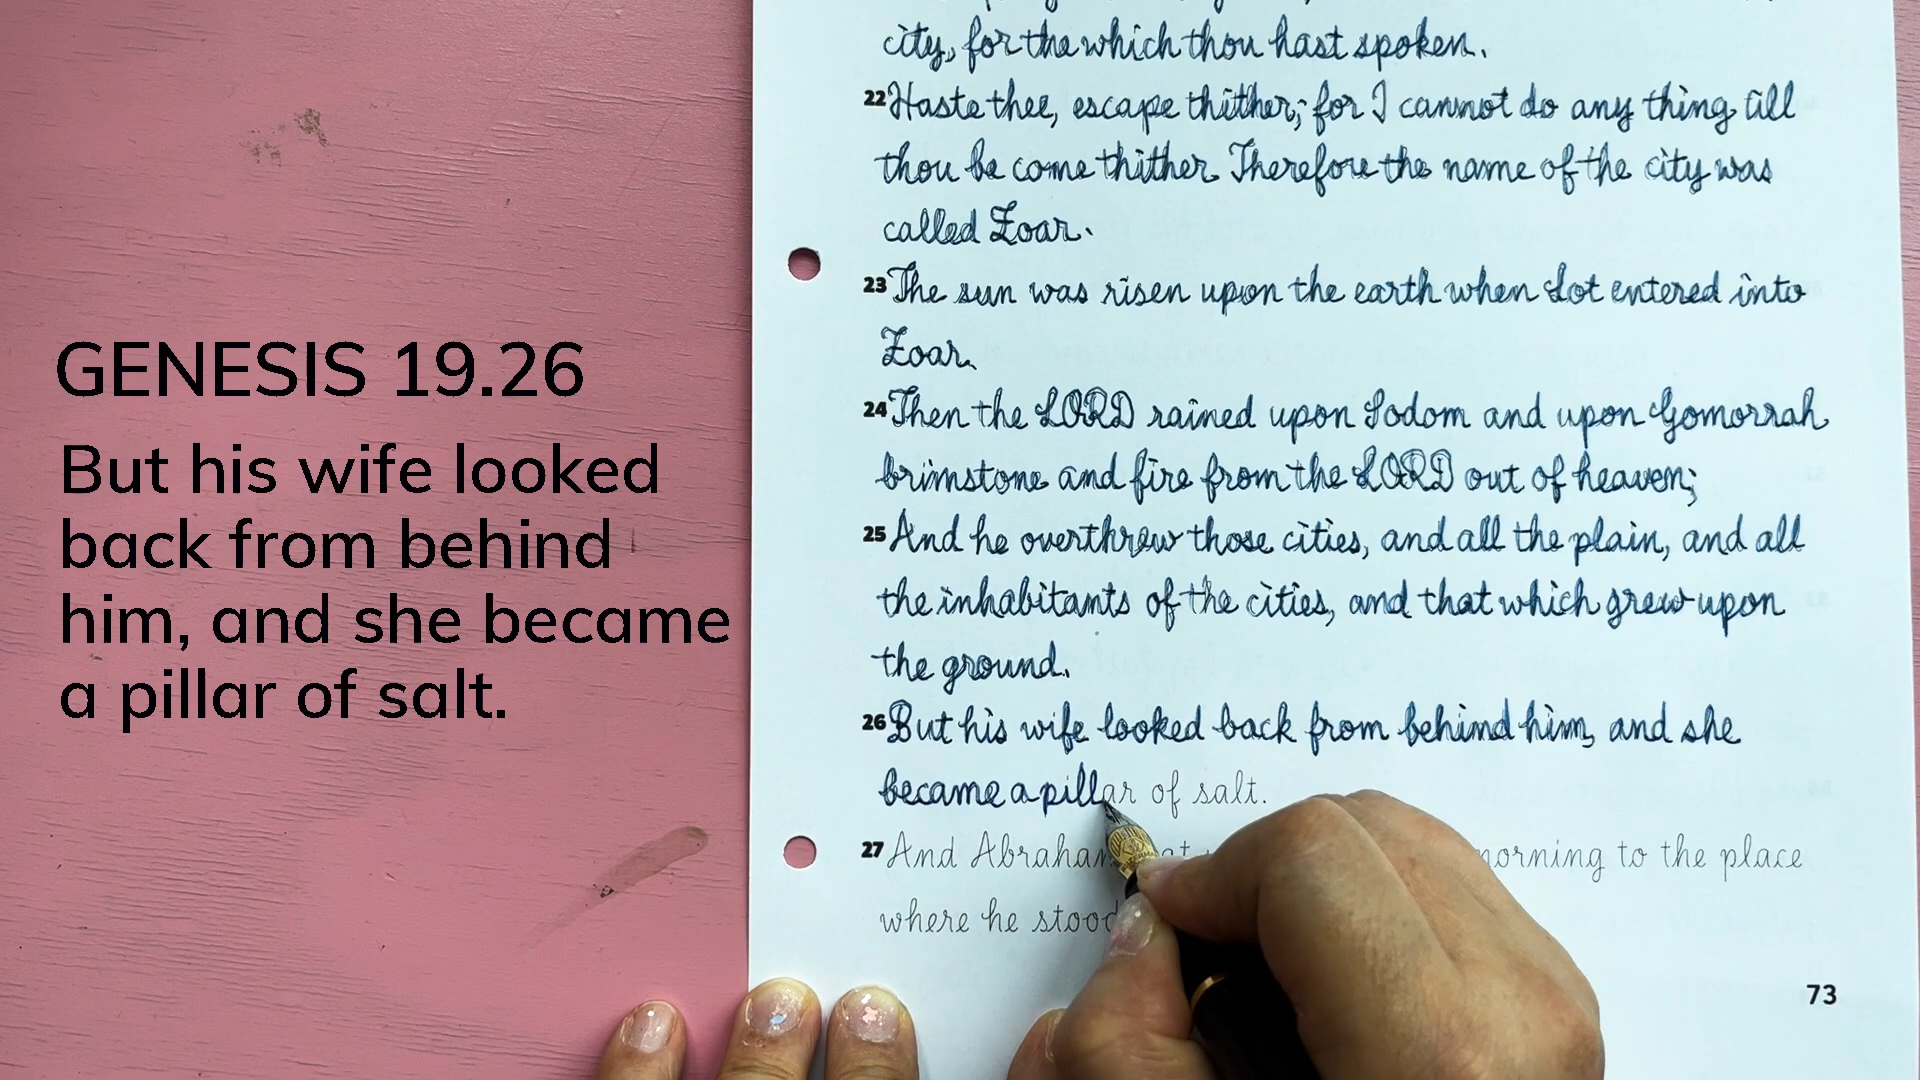 GENESIS 19.26
But his wife looked
back from behind
him, and she became
a pillar of salt.
city, for the which thou hast spoken.
22 Haste thee, escape thither; for I cannot do any thing till
thou be come thither. Therefore the name of the city was
called Zoar.
23 The sun was risen upon the earth when Lot entered into
Zoar.
24 Then the LORD rained upon Sodom and upon Gomorrah
brimstone and fire from the LORD out of heaven;
25 And he overthrew those cities, and all the plain, and all
the inhabitants of the cities, and that which grew upon
the ground.
26 But his wife looked back from behind him, and she
became a pillar of salt.
27 And Abraham morning to the place
where he stood
73